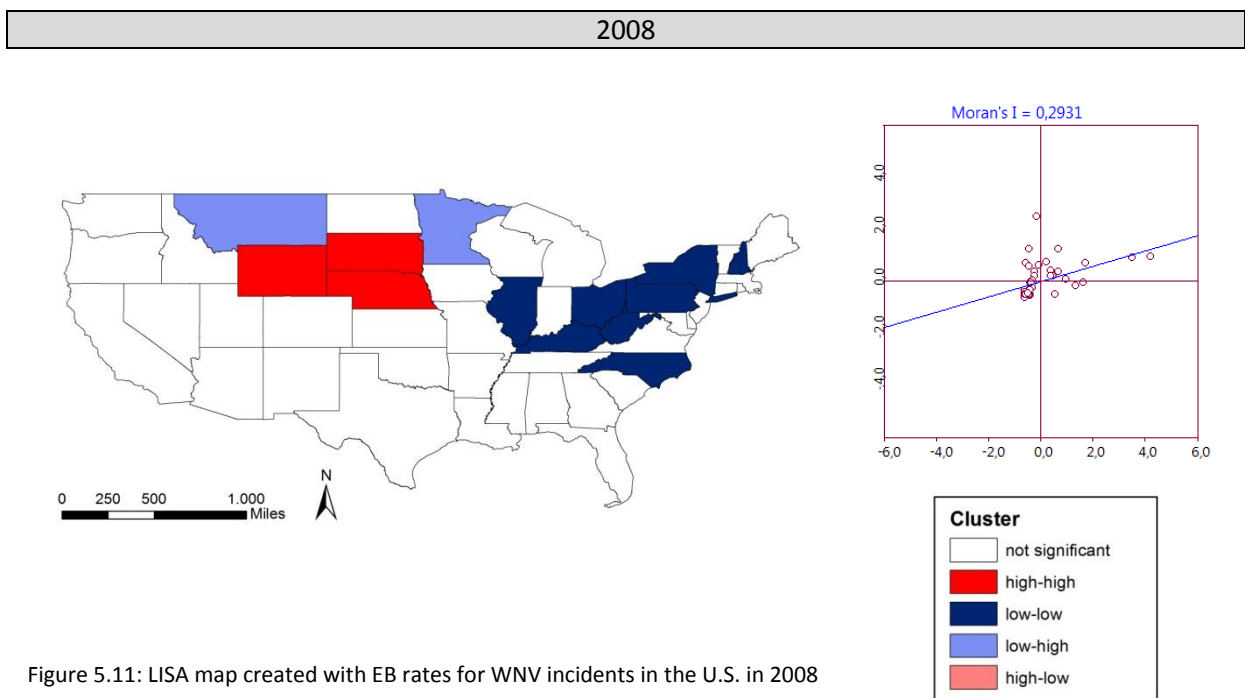 2008
Moran's I = 0,2931
4,0
2,0
0,0
-2,0
-4,0
-6,0 -4,0 -2,0 0,0 2,0 4,0 6,0
N
0 250 500 1.000
Miles
Cluster
not significant
high-high
low-low
low-high
high-low
Figure 5.11: LISA map created with EB rates for WNV incidents in the U.S. in 2008